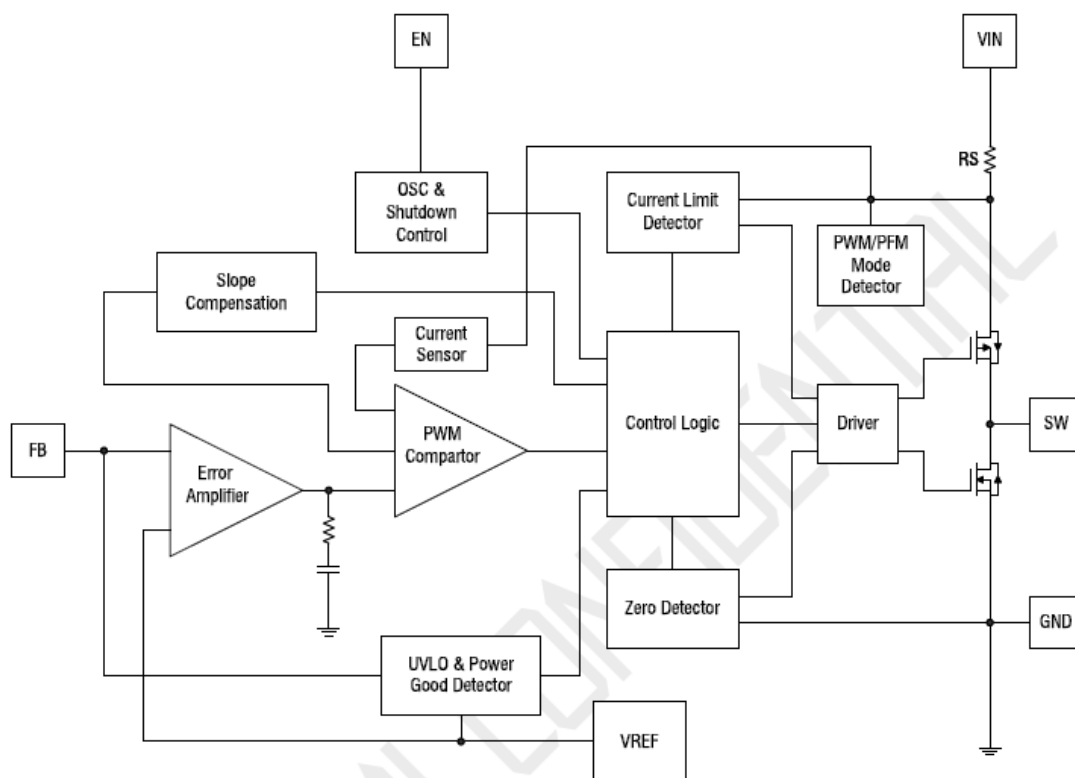 EN
VIN
RS
OSC &
Shutdown
Control
Current Limit
Detector
PWM/PFM
Mode
Detector
Slope
Compensation
Current
Sensor
PWM
Compartor
Control Logic
Driver
SW
FB
Error
Amplifier
Zero Detector
GND
UVLO & Power
Good Detector
VREF
CONFIDENTIAL